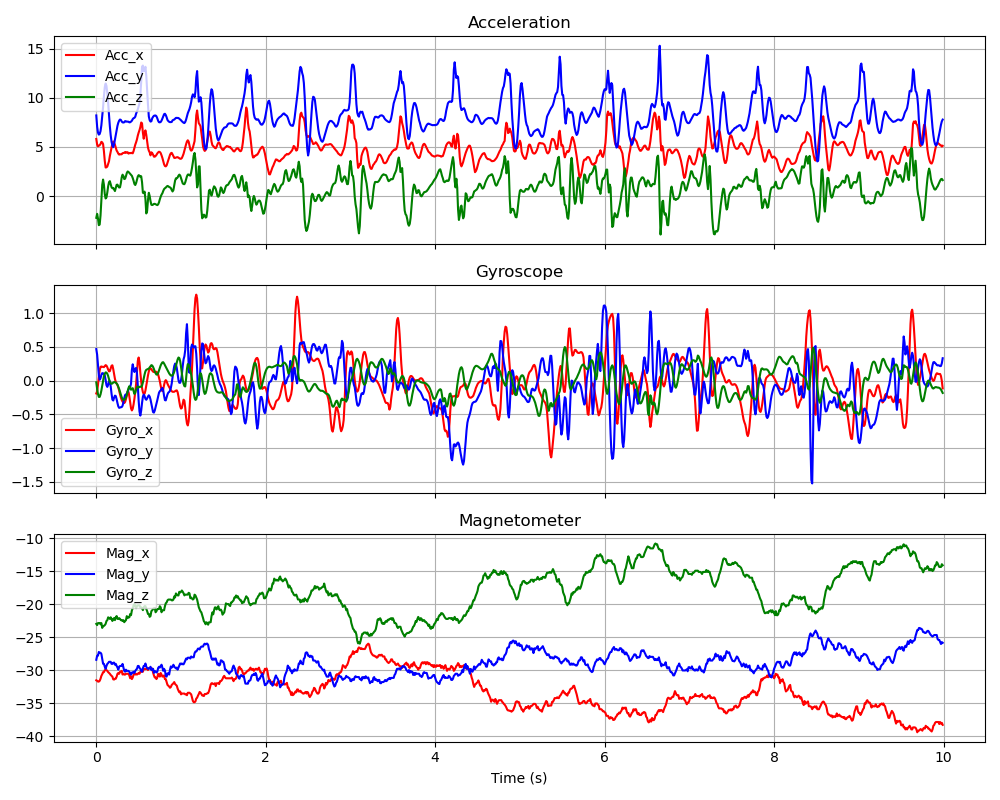 Acceleration
15
10
5
0
Acc_x
Acc_y
Acc_z
Gyroscope
1.0
0.5
0.0
−0.5
−1.0
−1.5
Gyro_x
Gyro_y
Gyro_z
Magnetometer
−10
−15
−20
−25
−30
−35
−40
Mag_x
Mag_y
Mag_z
0 2 4 6 8 10
Time (s)